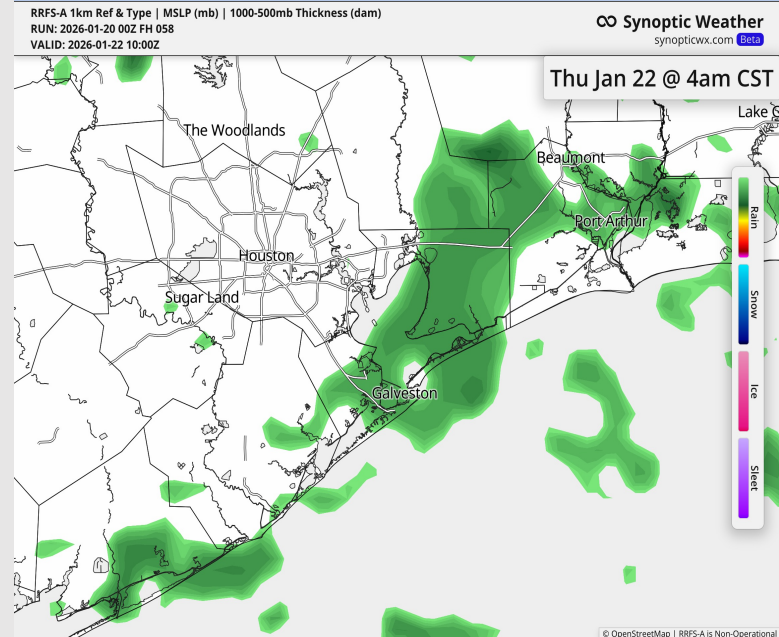 RRFS-A 1km Ref & Type | MSLP (mb) | 1000-500mb Thickness (dam)
RUN: 2026-01-20 00Z FH 058
VALID: 2026-01-22 10:00Z
Synoptic Weather
synopticwx.com Beta
Thu Jan 22 @ 4am CST
Lake C
The Woodlands
Beaumont
Port Arthur
Houston
Sugar Land
Galveston
Rain
Snow
Ice
Sleet
© OpenStreetMap | RRFS-A is Non-Operational